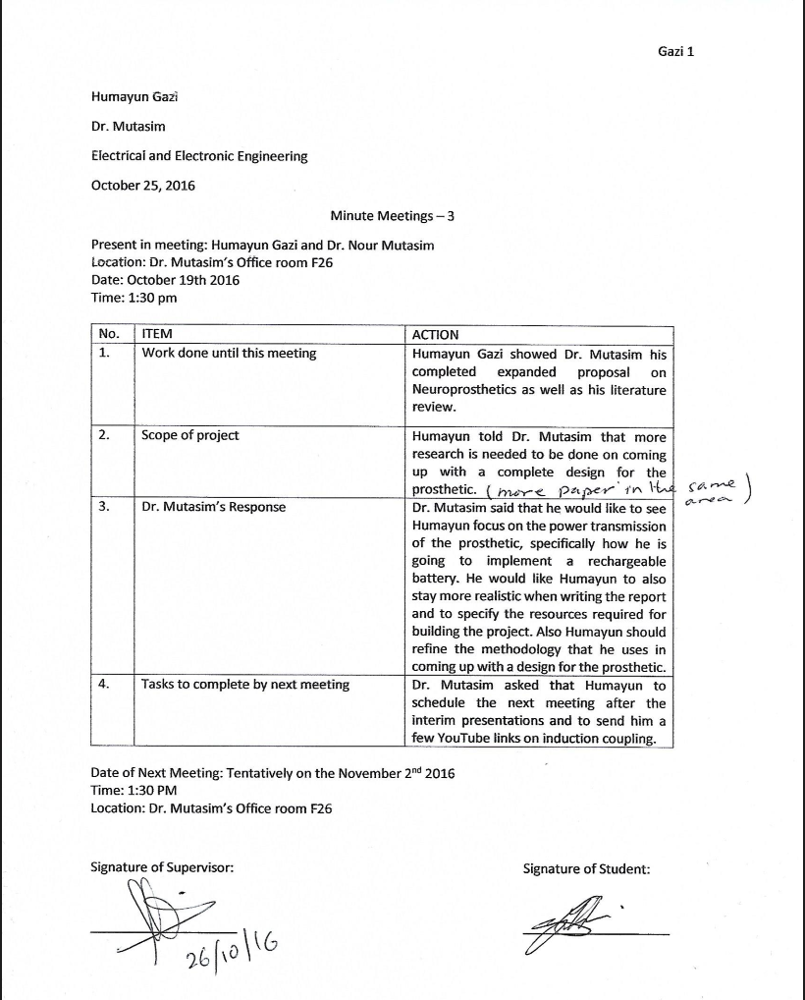 Gazi 1
Humayun Gazi
Dr. Mutasim
Electrical and Electronic Engineering
October 25, 2016
Minute Meetings – 3
Present in meeting: Humayun Gazi and Dr. Nour Mutasim
Location: Dr. Mutasim's Office room F26
Date: October 19th 2016
Time: 1:30 pm
No. ITEM ACTION
1. Work done until this meeting Humayun Gazi showed Dr. Mutasim his
completed expanded proposal on
Neuroprosthetics as well as his literature
review.
2. Scope of project Humayun told Dr. Mutasim that more
research is needed to be done on coming
up with a complete design for the
prosthetic. (more paper in the same
area)
3. Dr. Mutasim's Response Dr. Mutasim said that he would like to see
Humayun focus on the power transmission
of the prosthetic, specifically how he is
going to implement a rechargeable
battery. He would like Humayun to also
stay more realistic when writing the report
and to specify the resources required for
building the project. Also Humayun should
refine the methodology that he uses in
coming up with a design for the prosthetic.
4. Tasks to complete by next meeting Dr. Mutasim asked that Humayun to
schedule the next meeting after the
interim presentations and to send him a
few YouTube links on induction coupling.
Date of Next Meeting: Tentatively on the November 2nd 2016
Time: 1:30 PM
Location: Dr. Mutasim's Office room F26
Signature of Supervisor: Signature of Student:
26/10/16